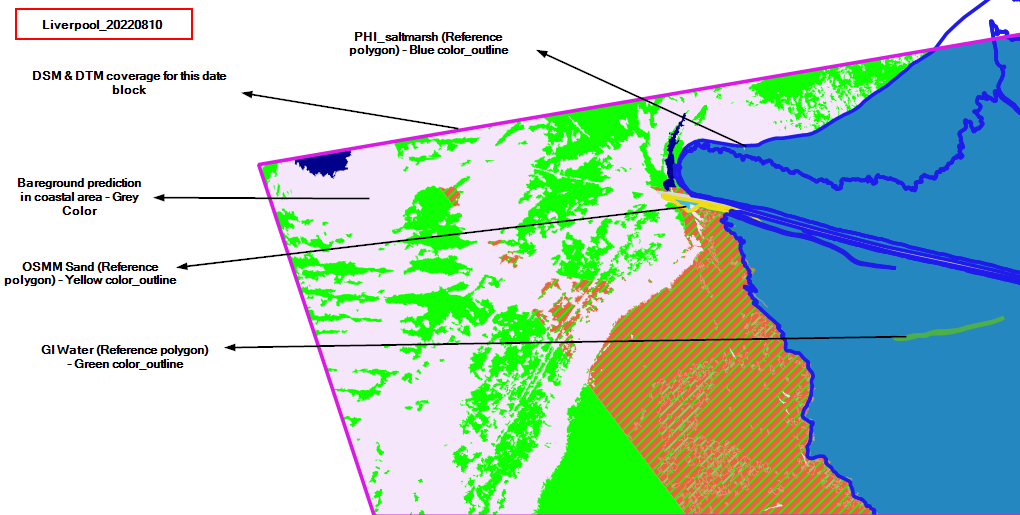 Liverpool_20220810
PHI_saltmarsh (Reference
polygon) - Blue color_outline
DSM & DTM coverage for this date
block
Bareground prediction
in coastal area - Grey
Color
OSMM Sand (Reference
polygon) - Yellow color_outline
GI Water (Reference polygon)
- Green color_outline